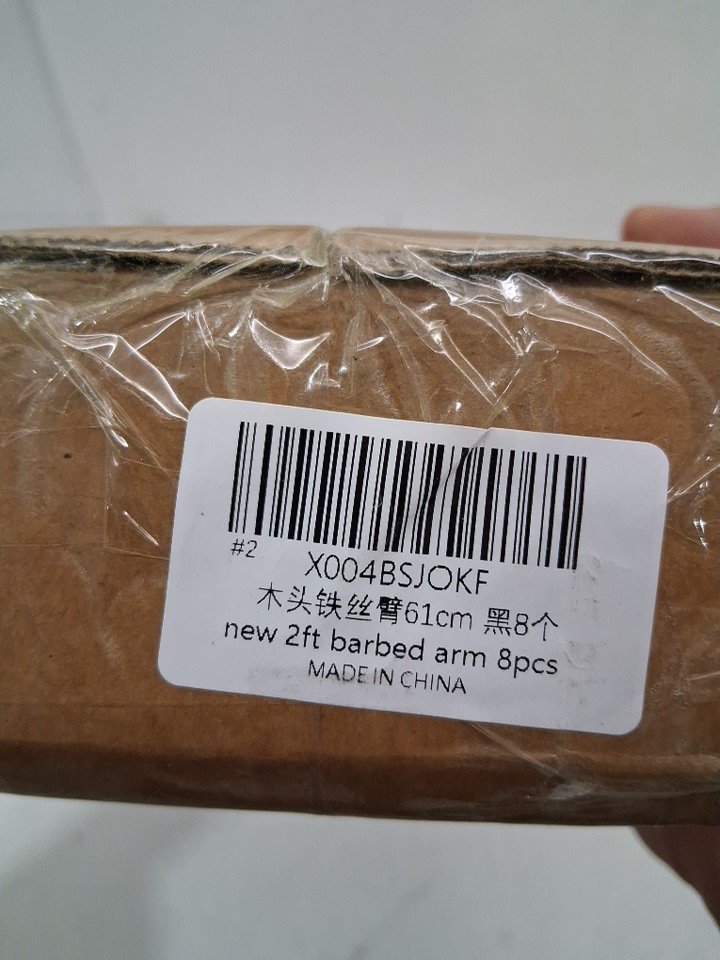 #2
X004BSJOKF
木头铁丝臂61cm 黑8个
new 2ft barbed arm 8pcs
MADE IN CHINA